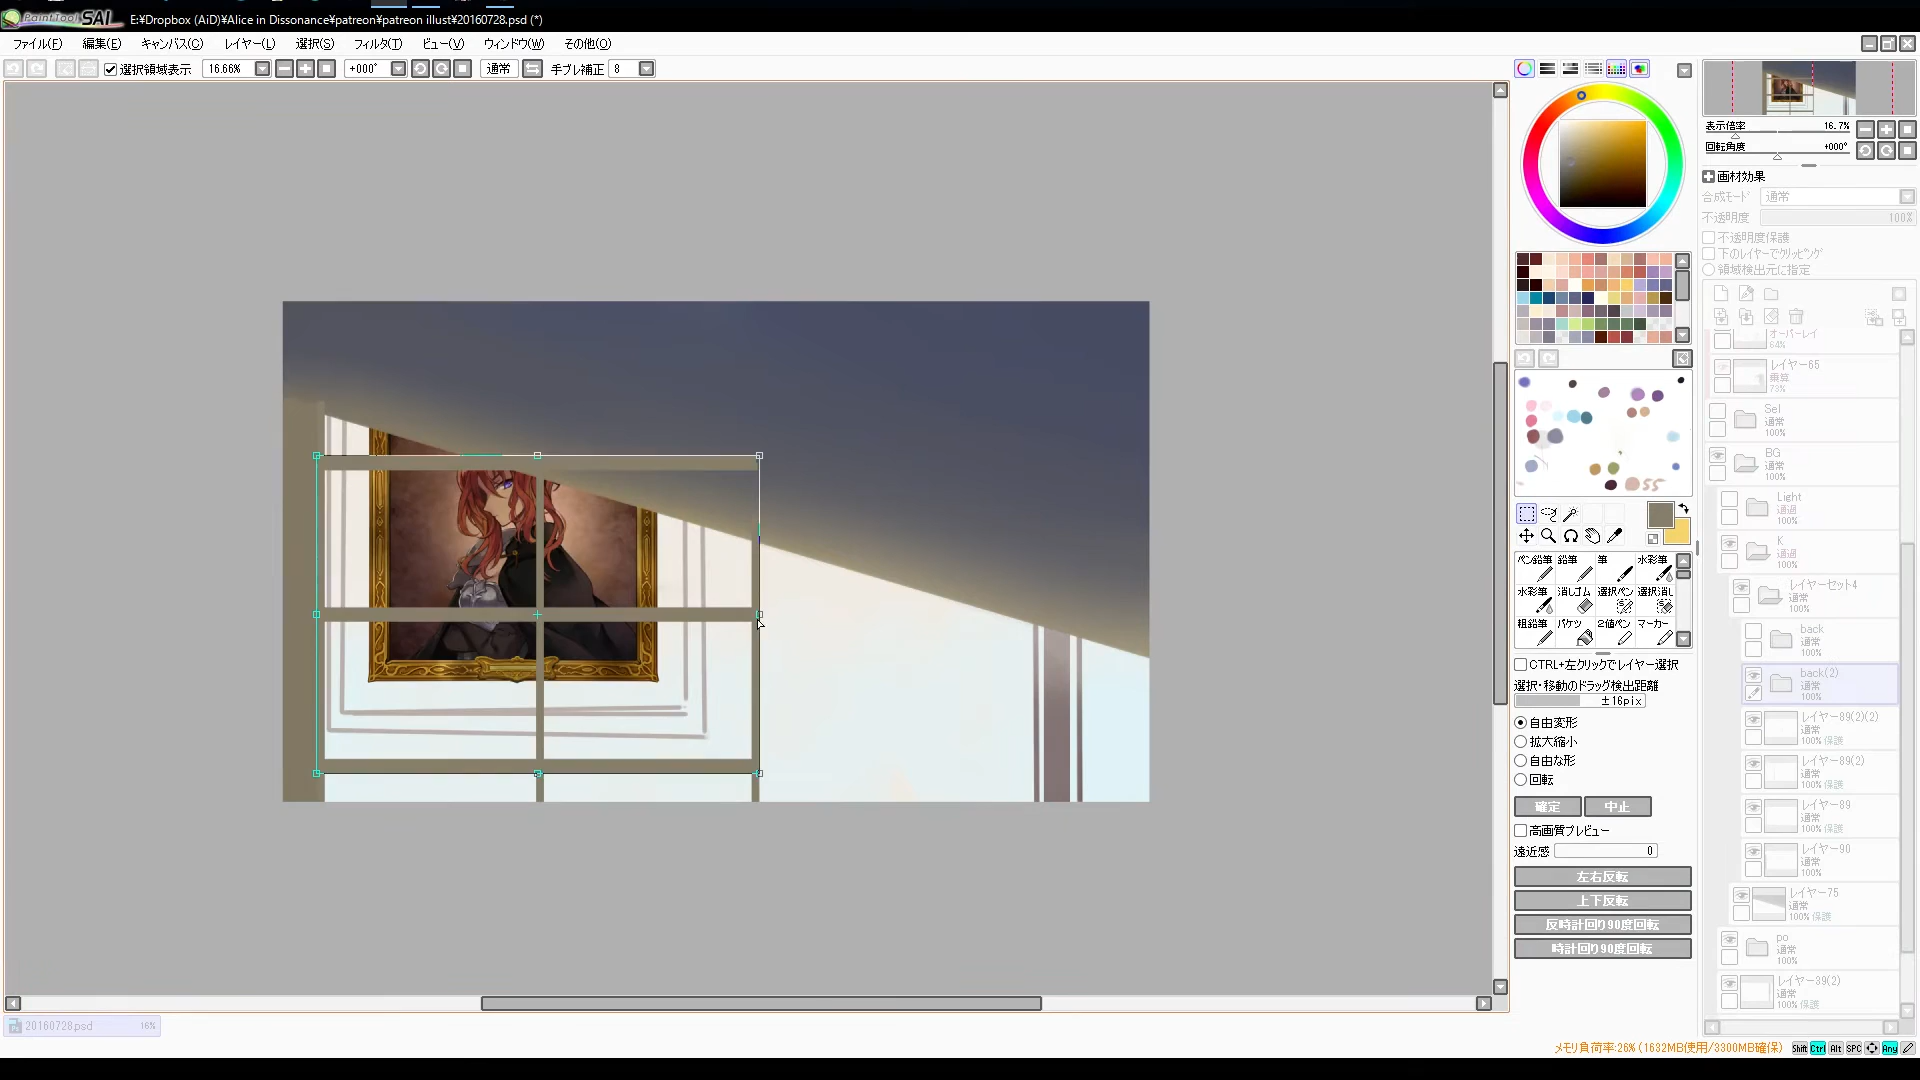 PaintTool SAI E:¥Dropbox (AiD)¥Alice in Dissonance¥patreon¥patreon illust¥20160728.psd (*)
ファイル(F) 編集(E) キャンバス(C) レイヤー(L) 選択(S) フィルタ(T) ビュー(V) ウィンドウ(W) その他(O)
選択領域表示 16.66% +000° 通常 手ブレ補正 8
表示倍率 16.7%
回転角度 +000°
画材効果
合成モード 通常
不透明度 100%
不透明度保護
下のレイヤーでクリッピング
領域検出元に指定
オーバーレイ
64%
レイヤー65
乗算
73%
Sel
通常
100%
BG
通常
100%
Light
通過
100%
K
通過
100%
レイヤーセット4
通常
100%
back
通常
100%
back(2)
通常
100%
レイヤー89(2)(2)
通常
100% 保護
レイヤー89(2)
通常
100% 保護
レイヤー89
通常
100% 保護
レイヤー90
通常
100%
レイヤー75
通常
100% 保護
po
通常
100%
レイヤー39(2)
通常
100% 保護
ペン鉛筆 鉛筆 筆 水彩筆
水彩筆 消しゴム 選択ペン 選択消し
粗鉛筆 バケツ 2値ペン マーカー
CTRL+左クリックでレイヤー選択
選択・移動のドラッグ検出距離
±16pix
自由変形
拡大縮小
自由な形
回転
確定 中止
高画質プレビュー
遠近感 0
左右反転
上下反転
反時計回り90度回転
時計回り90度回転
20160728.psd 16%
メモリ負荷率:26% (1632MB使用/3300MB確保) Shift Ctrl Alt SPC Any